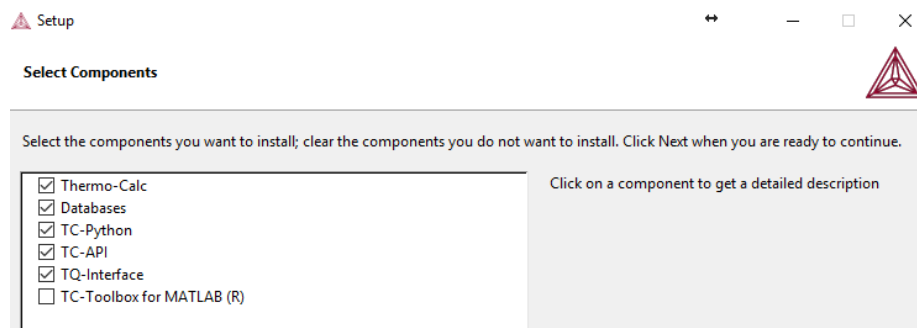 Setup
Select Components
Select the components you want to install; clear the components you do not want to install. Click Next when you are ready to continue.
Thermo-Calc
Click on a component to get a detailed description
Databases
TC-Python
TC-API
TQ-Interface
TC-Toolbox for MATLAB (R)